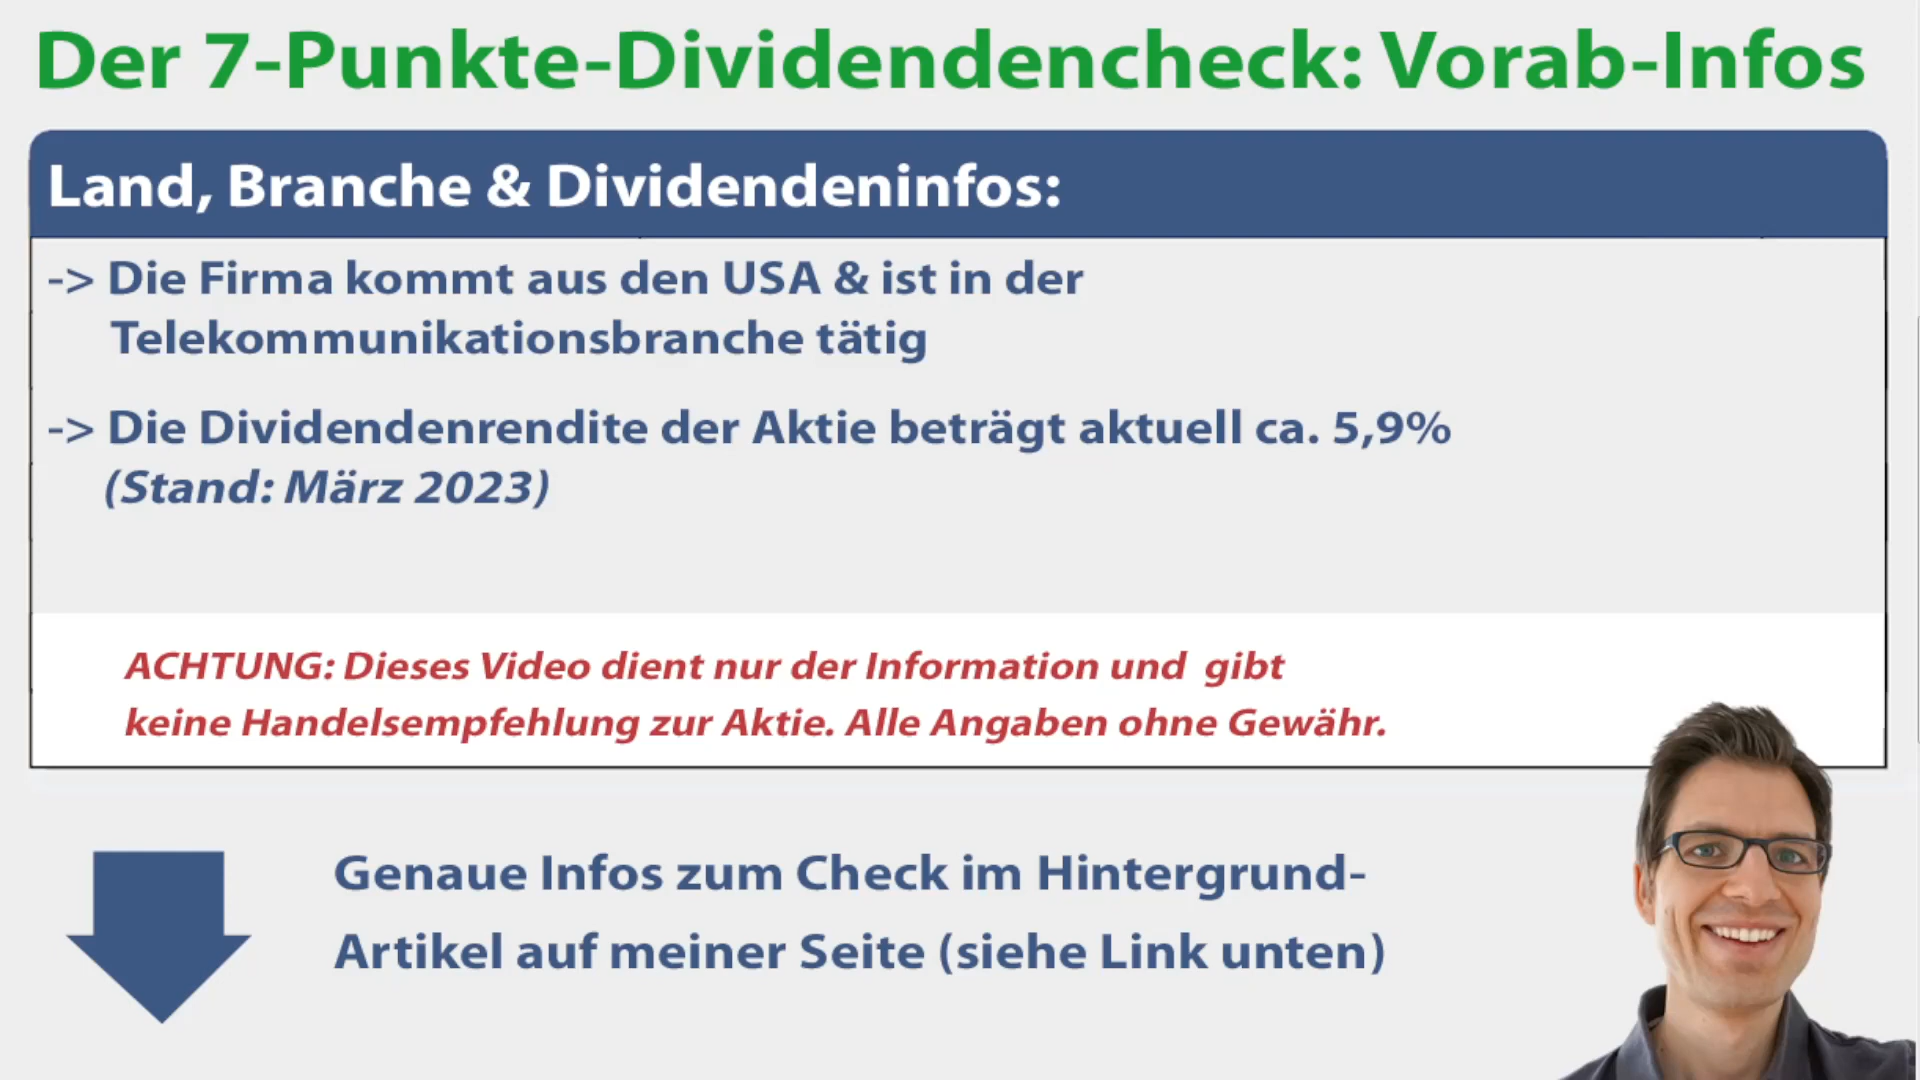 Der 7-Punkte-Dividendencheck: Vorab-Infos
Land, Branche & Dividendeninfos:
-> Die Firma kommt aus den USA & ist in der
Telekommunikationsbranche tätig
-> Die Dividendenrendite der Aktie beträgt aktuell ca. 5,9%
(Stand: März 2023)
ACHTUNG: Dieses Video dient nur der Information und gibt
keine Handelsempfehlung zur Aktie. Alle Angaben ohne Gewähr.
Genaue Infos zum Check im Hintergrund-
Artikel auf meiner Seite (siehe Link unten)